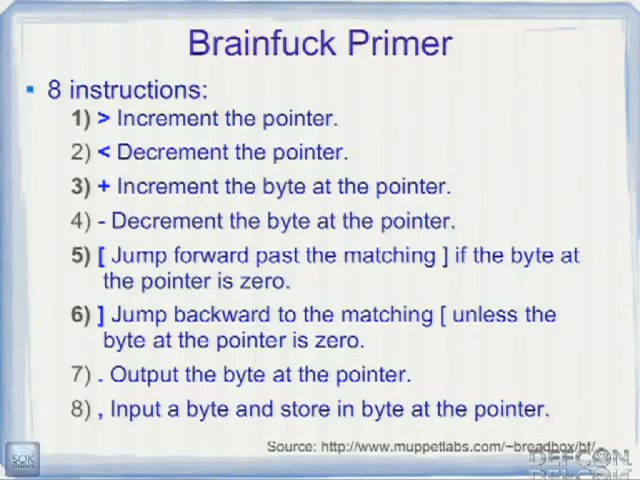 Brainfuck Primer
8 instructions:
1) > Increment the pointer.
2) < Decrement the pointer.
3) + Increment the byte at the pointer.
4) - Decrement the byte at the pointer.
5) [ Jump forward past the matching ] if the byte at
the pointer is zero.
6) ] Jump backward to the matching [ unless the
byte at the pointer is zero.
7) . Output the byte at the pointer.
8) , Input a byte and store in byte at the pointer.
Source: http://www.muppetlabs.com/~breadbox/bf/
DEFCON
SOK